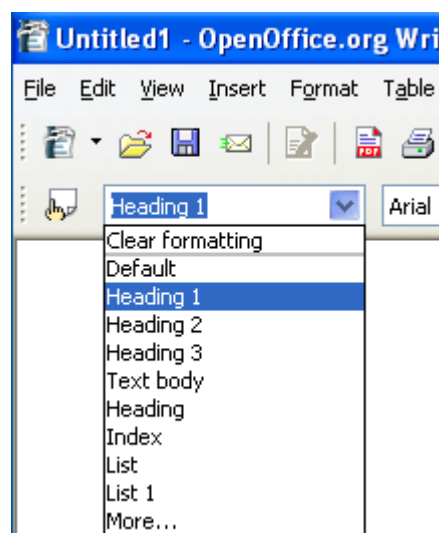 Untitled1 - OpenOffice.org Wri
File Edit View Insert Format Table
PDF
Heading 1 Arial
Clear formatting
Default
Heading 1
Heading 2
Heading 3
Text body
Heading
Index
List
List 1
More...